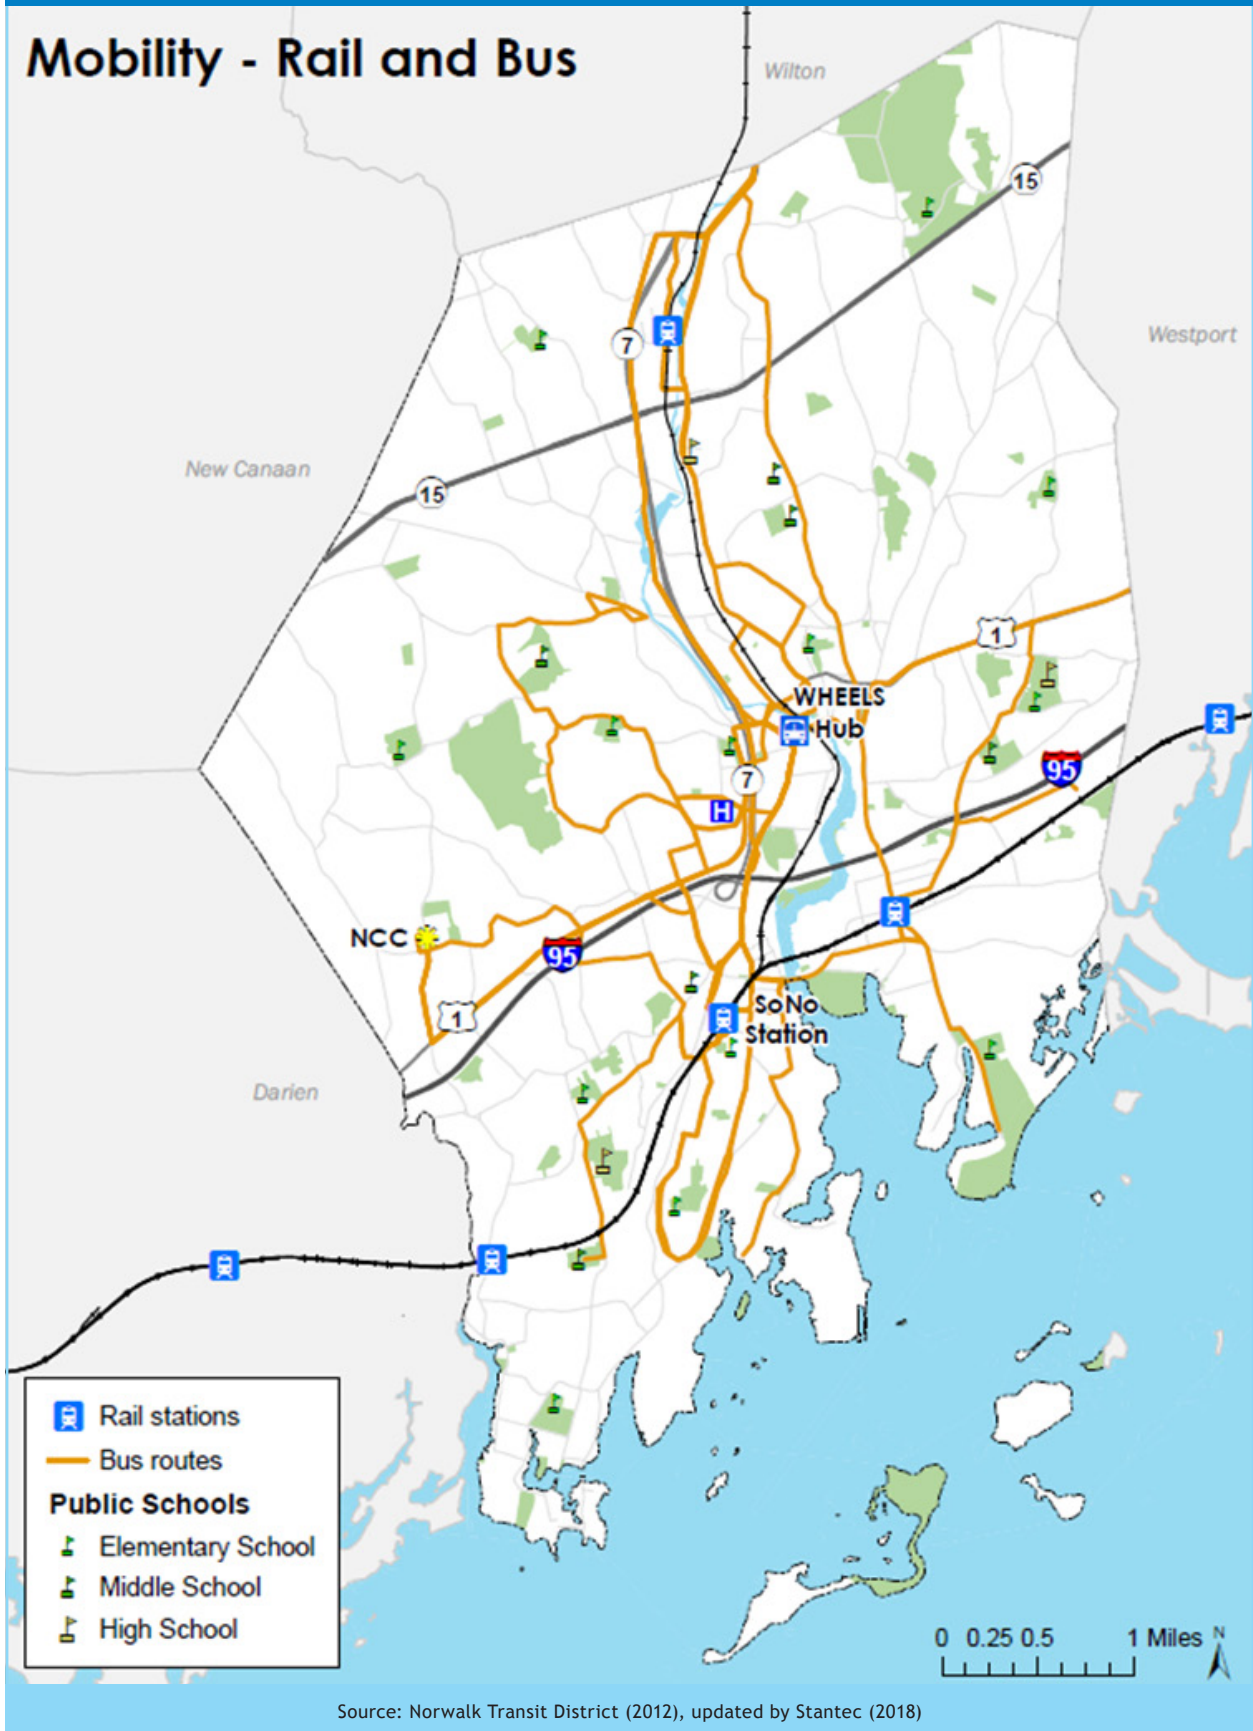 Mobility - Rail and Bus
Wilton
15
Westport
7
New Canaan
15
1
WHEELS
Hub
95
7
H
NCC
95
1
SoNo
Station
Darien
Rail stations
Bus routes
Public Schools
Elementary School
Middle School
High School
0 0.25 0.5 1 Miles
N
Source: Norwalk Transit District (2012), updated by Stantec (2018)